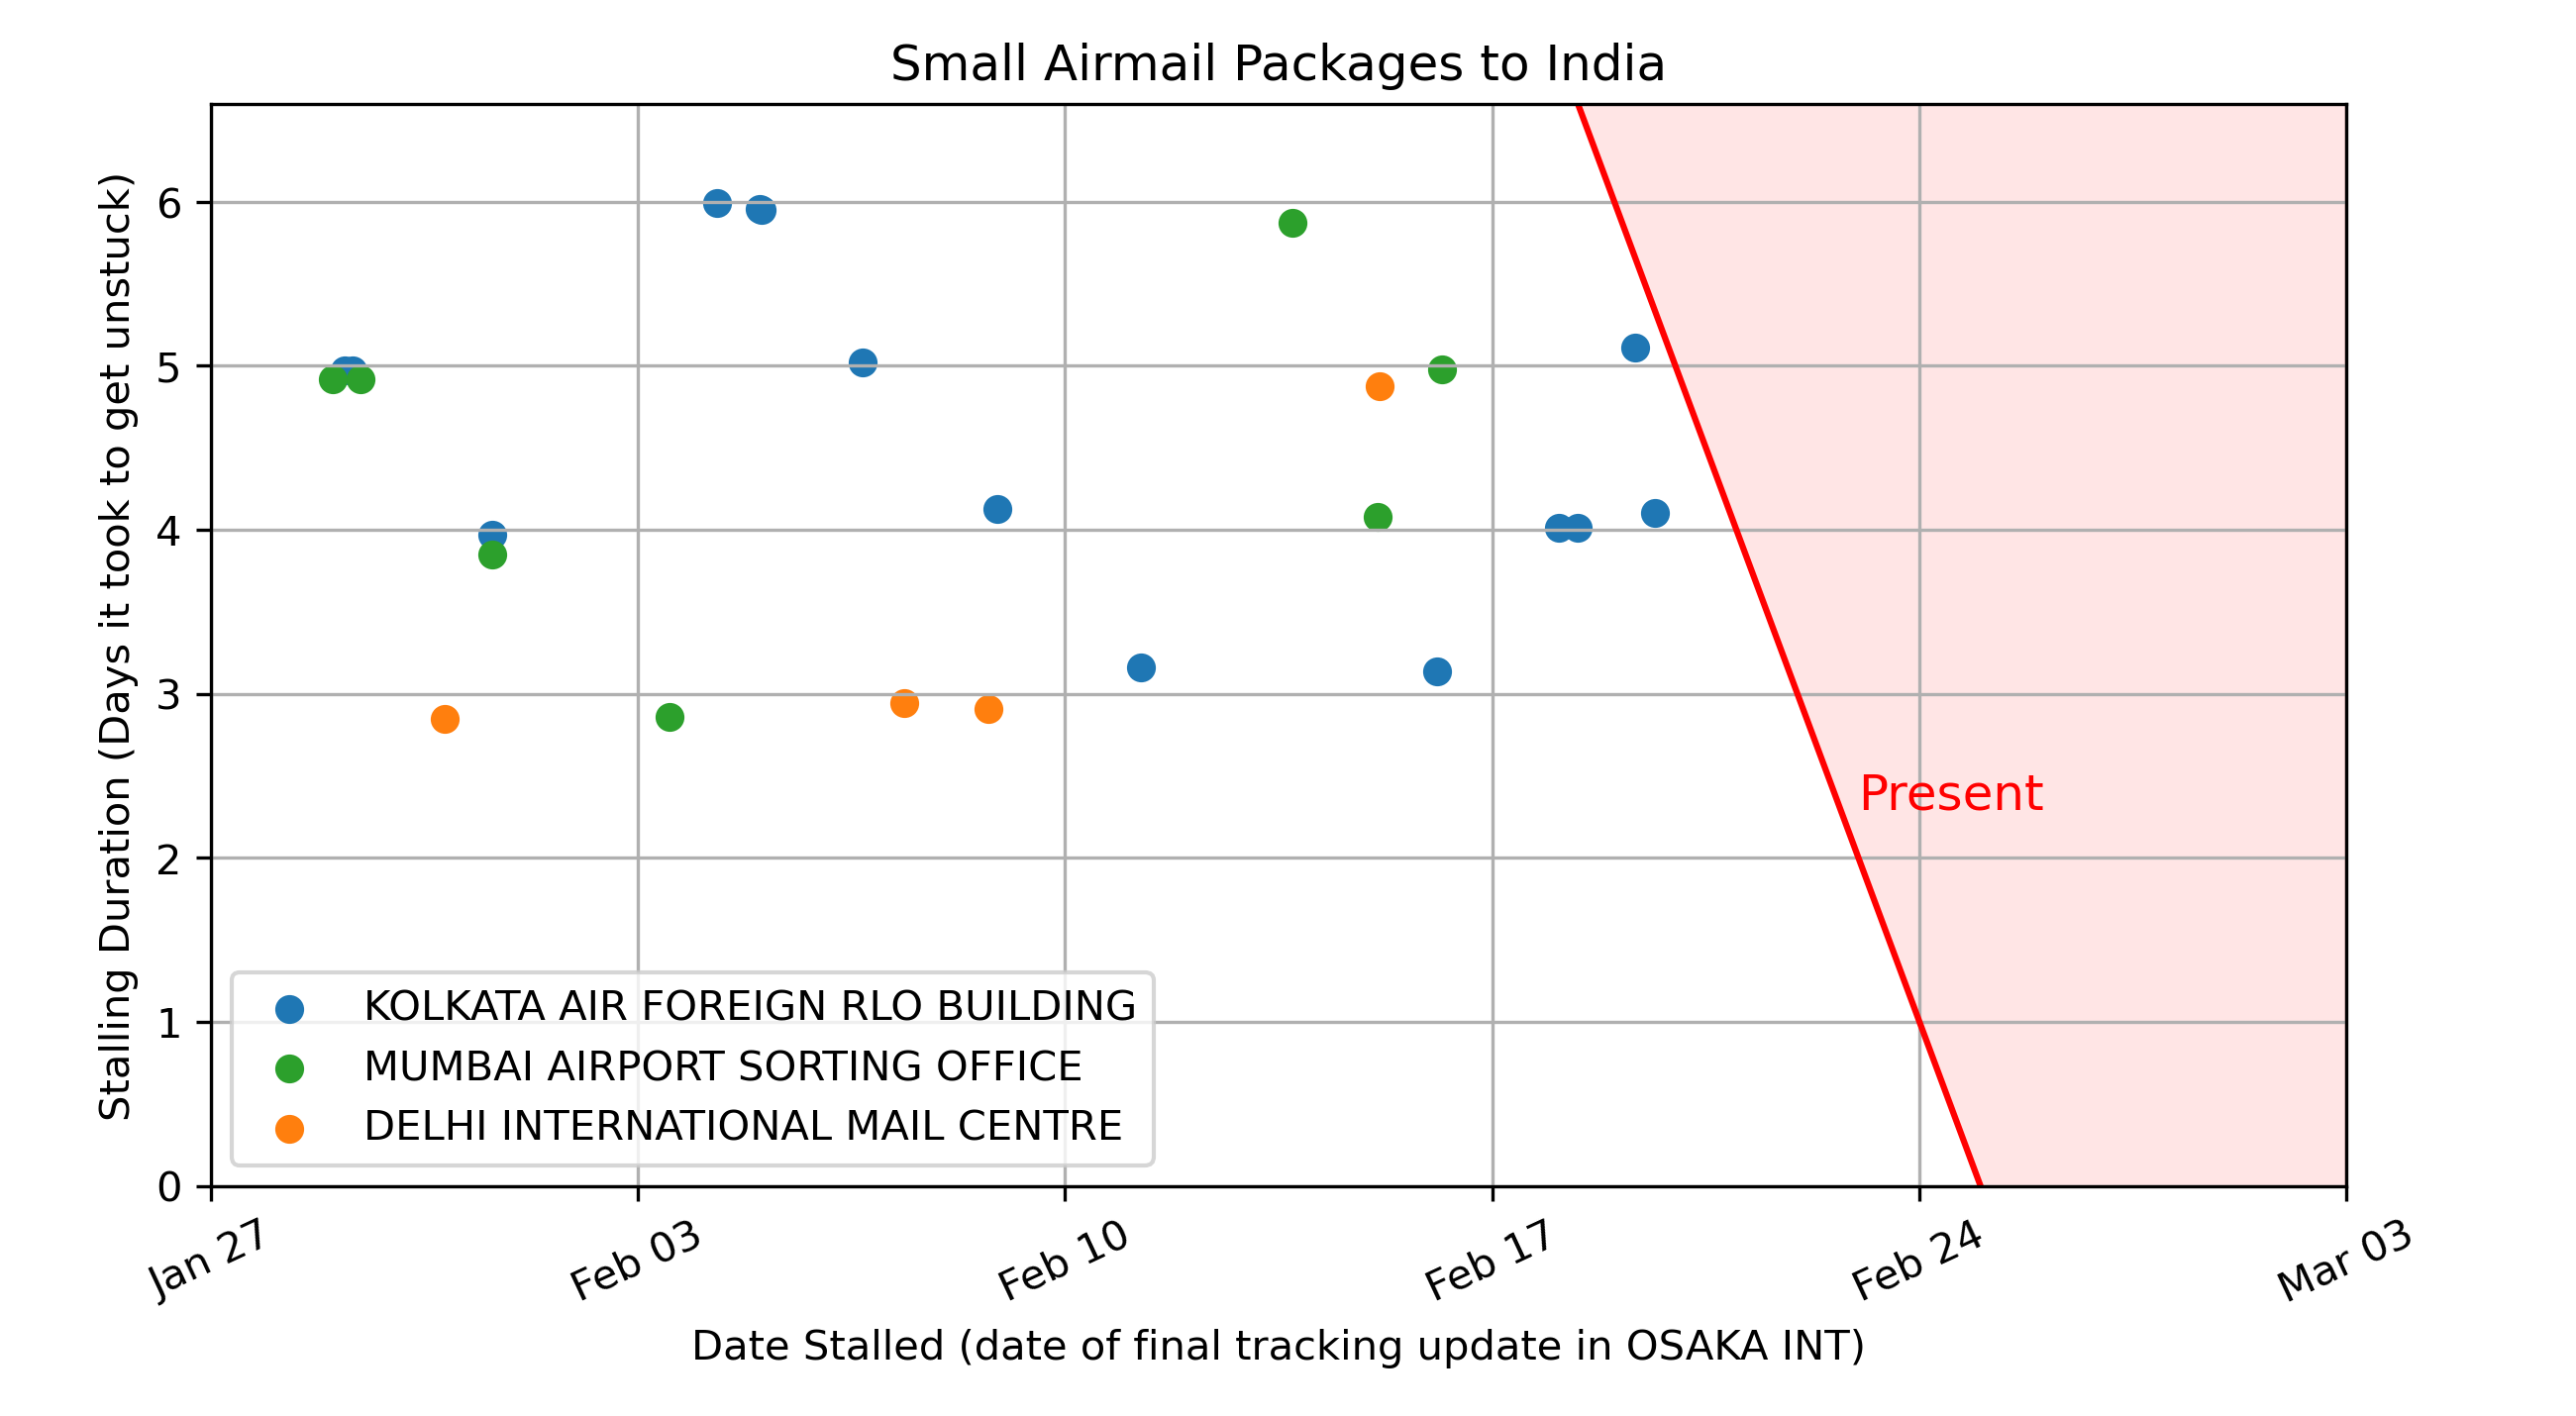 Small Airmail Packages to India
Stalling Duration (Days it took to get unstuck)
6
5
4
3
2
1
0
Present
KOLKATA AIR FOREIGN RLO BUILDING
MUMBAI AIRPORT SORTING OFFICE
DELHI INTERNATIONAL MAIL CENTRE
Jan 27
Feb 03
Feb 10
Feb 17
Feb 24
Mar 03
Date Stalled (date of final tracking update in OSAKA INT)